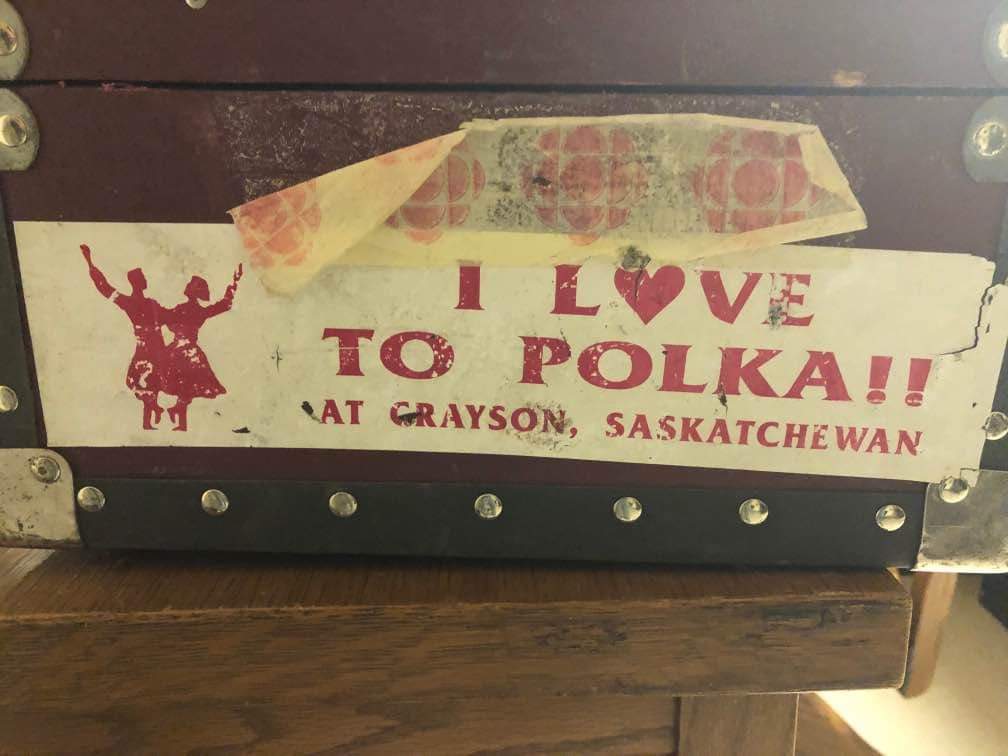 I L♥VE
TO POLKA!!
AT GRAYSON, SASKATCHEWAN